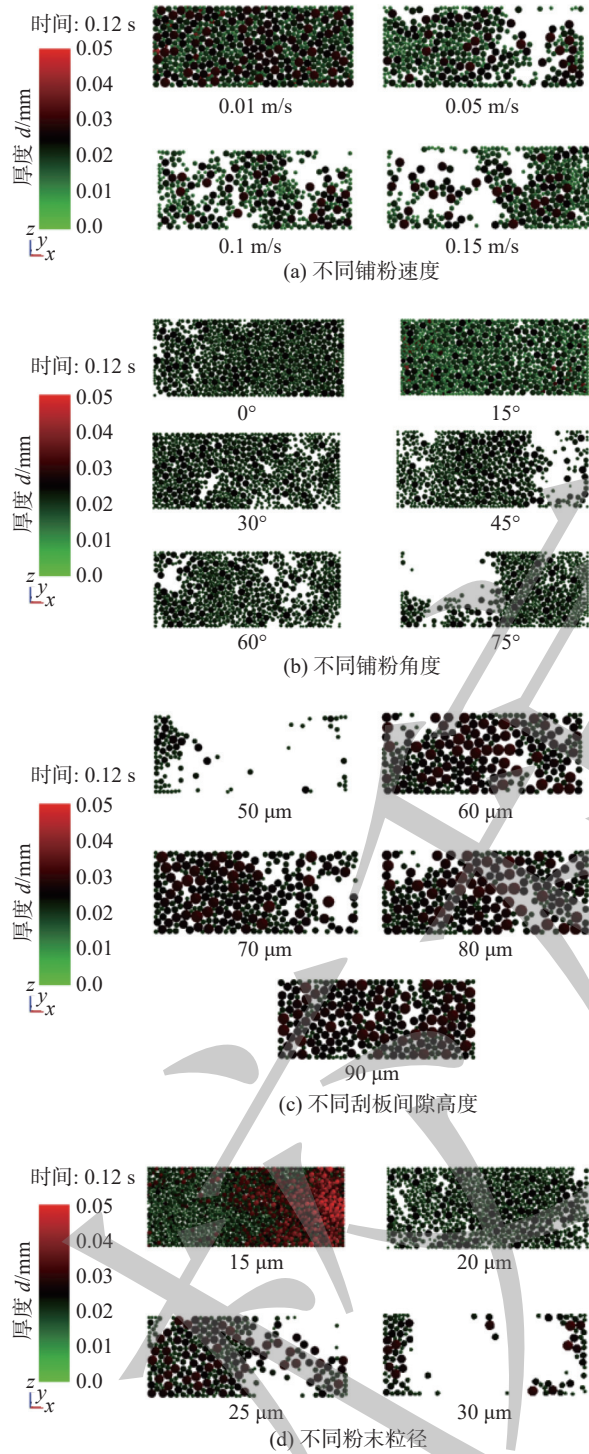 时间: 0.12 s
厚度 d/mm
0.05
0.04
0.03
0.02
0.01
0.0
z
y
x
0.01 m/s
0.05 m/s
0.1 m/s
0.15 m/s
(a) 不同铺粉速度
时间: 0.12 s
厚度 d/mm
0.05
0.04
0.03
0.02
0.01
0.0
z
y
x
0°
15°
30°
45°
60°
75°
(b) 不同铺粉角度
时间: 0.12 s
厚度 d/mm
0.05
0.04
0.03
0.02
0.01
0.0
z
y
x
50 μm
60 μm
70 μm
80 μm
90 μm
(c) 不同刮板间隙高度
时间: 0.12 s
厚度 d/mm
0.05
0.04
0.03
0.02
0.01
0.0
z
y
x
15 μm
20 μm
25 μm
30 μm
(d) 不同粉末粒径